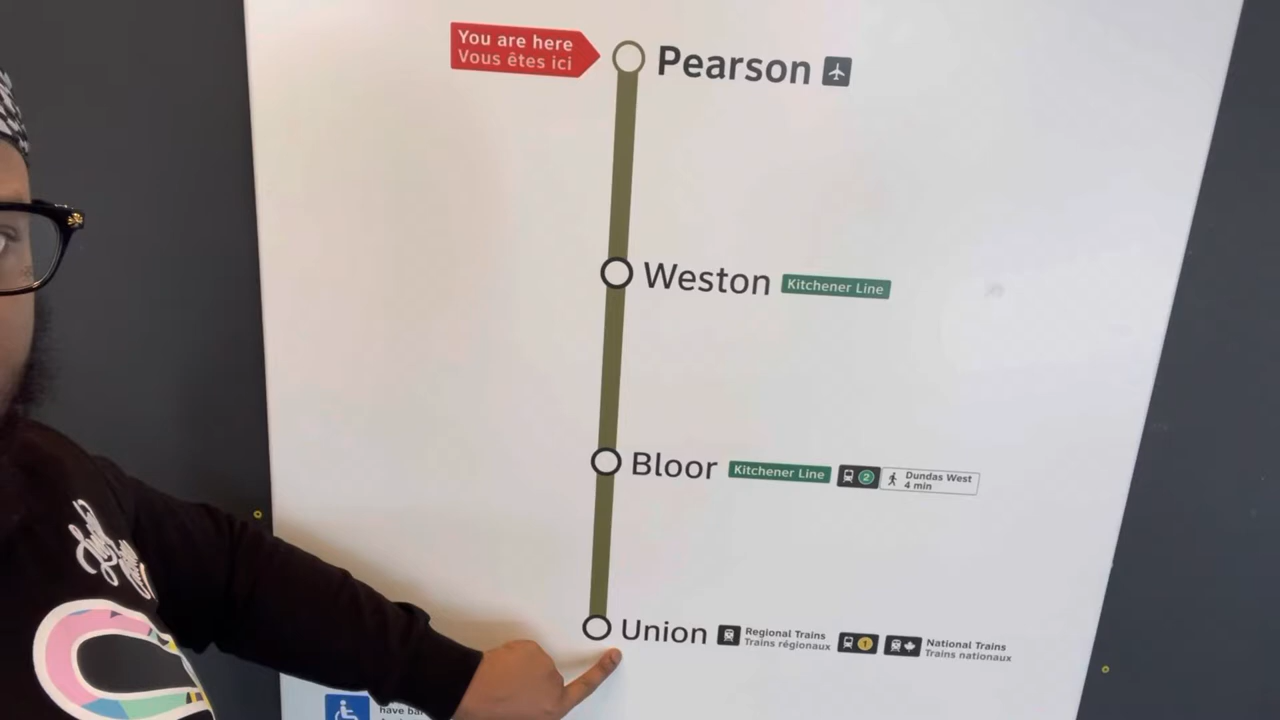 You are here
Vous êtes ici
Pearson
Weston Kitchener Line
Bloor Kitchener Line 2 Dundas West
4 min
Union Regional Trains 1 National Trains
Trains régionaux Trains nationaux
have